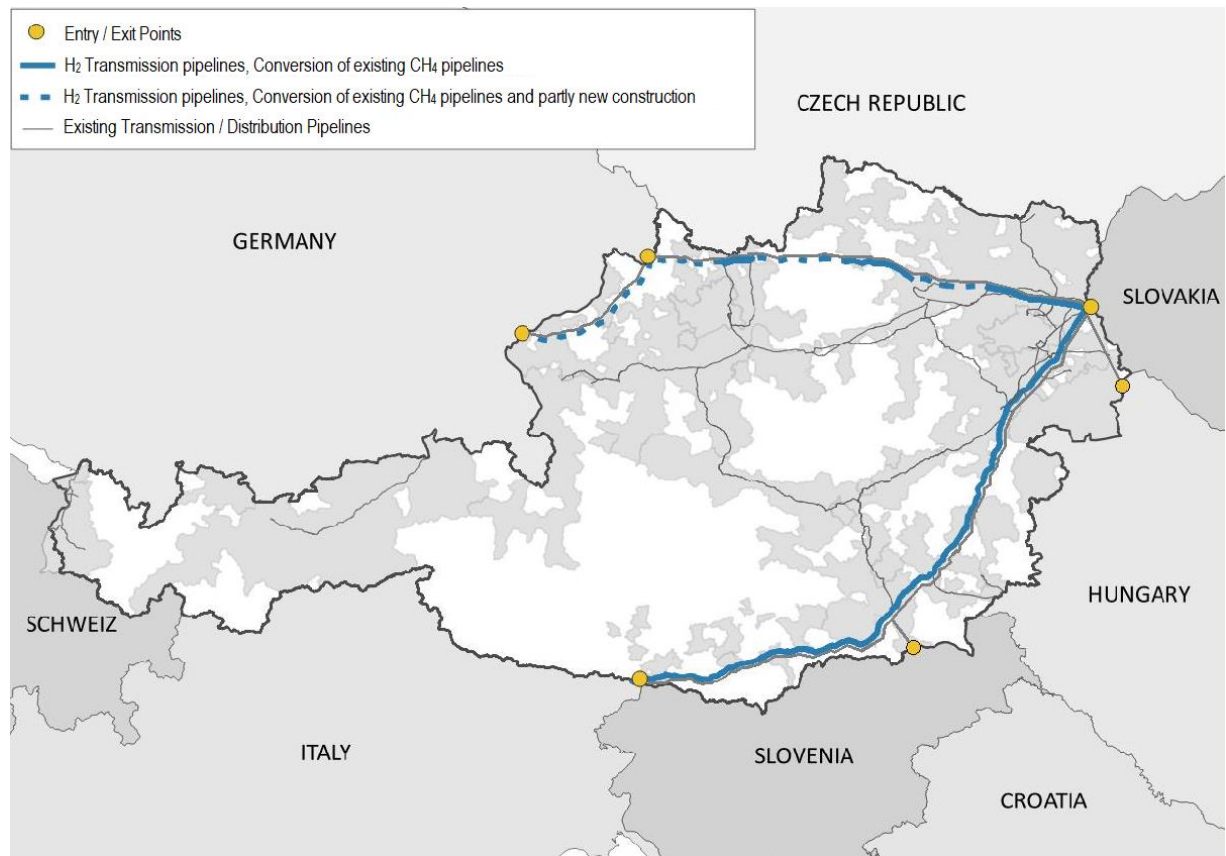 Entry / Exit Points
H₂ Transmission pipelines, Conversion of existing CH₄ pipelines
H₂ Transmission pipelines, Conversion of existing CH₄ pipelines and partly new construction
Existing Transmission / Distribution Pipelines
CZECH REPUBLIC
GERMANY
SLOVAKIA
HUNGARY
SCHWEIZ
ITALY
SLOVENIA
CROATIA